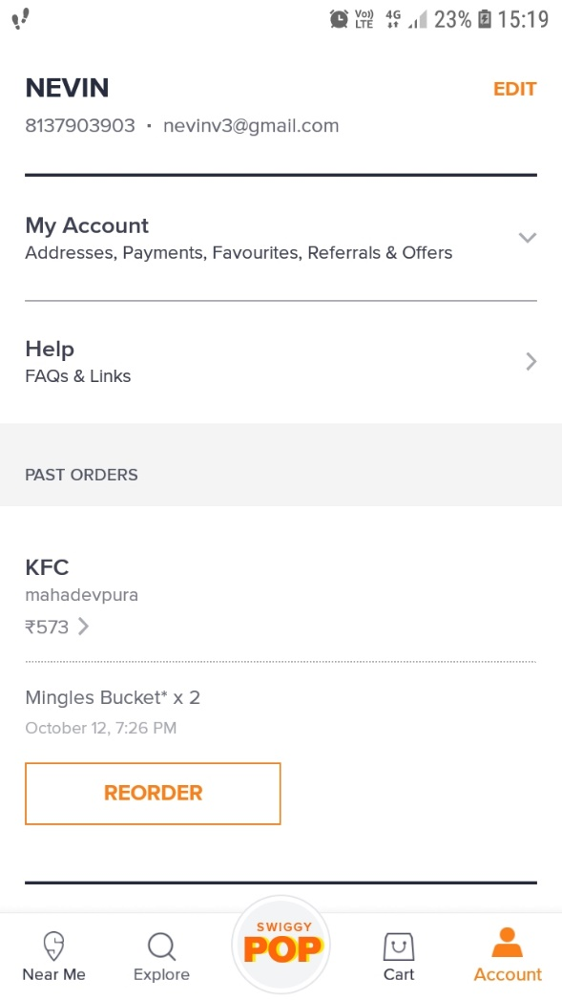 Vo)) LTE 4G 23% 15:19
NEVIN EDIT
8137903903 • nevinv3@gmail.com
My Account
Addresses, Payments, Favourites, Referrals & Offers
Help
FAQs & Links
PAST ORDERS
KFC
mahadevpura
₹573
Mingles Bucket* x 2
October 12, 7:26 PM
REORDER
SWIGGY
POP
Near Me Explore Cart Account